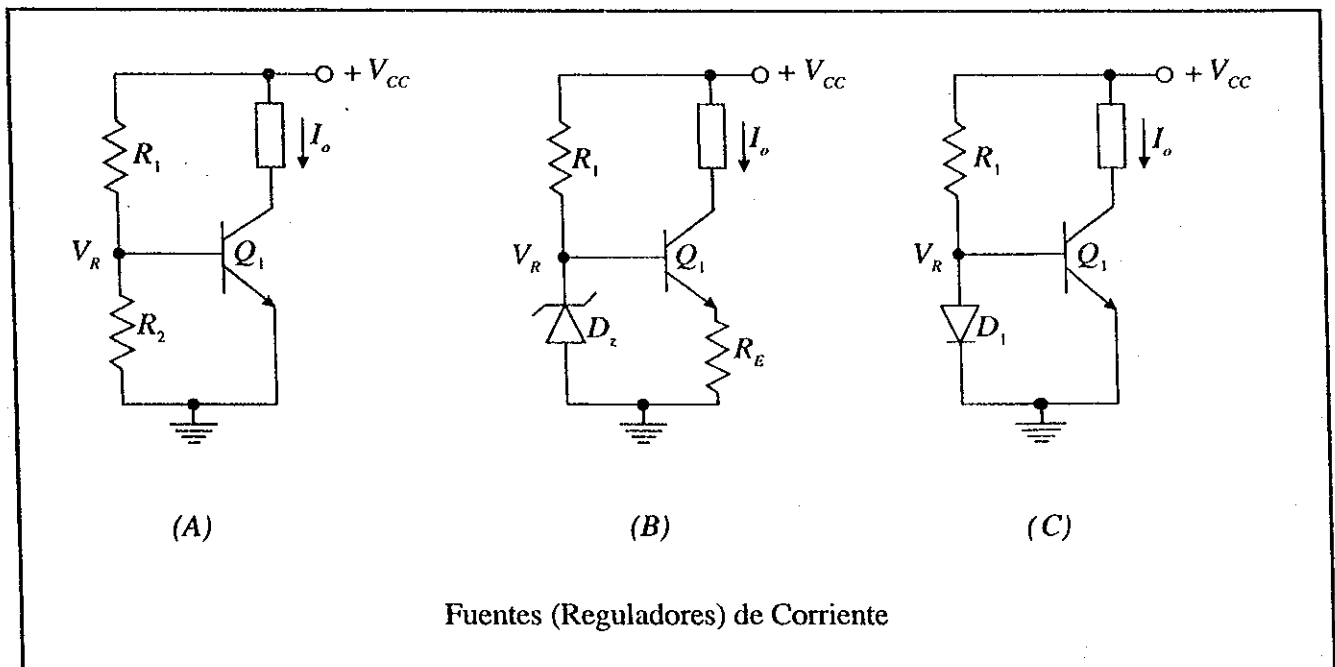 + V_CC
+ V_CC
+ V_CC
R_1
I_o
R_1
I_o
R_1
I_o
V_R
Q_1
V_R
Q_1
V_R
Q_1
R_2
D_z
R_E
D_1
(A)
(B)
(C)
Fuentes (Reguladores) de Corriente